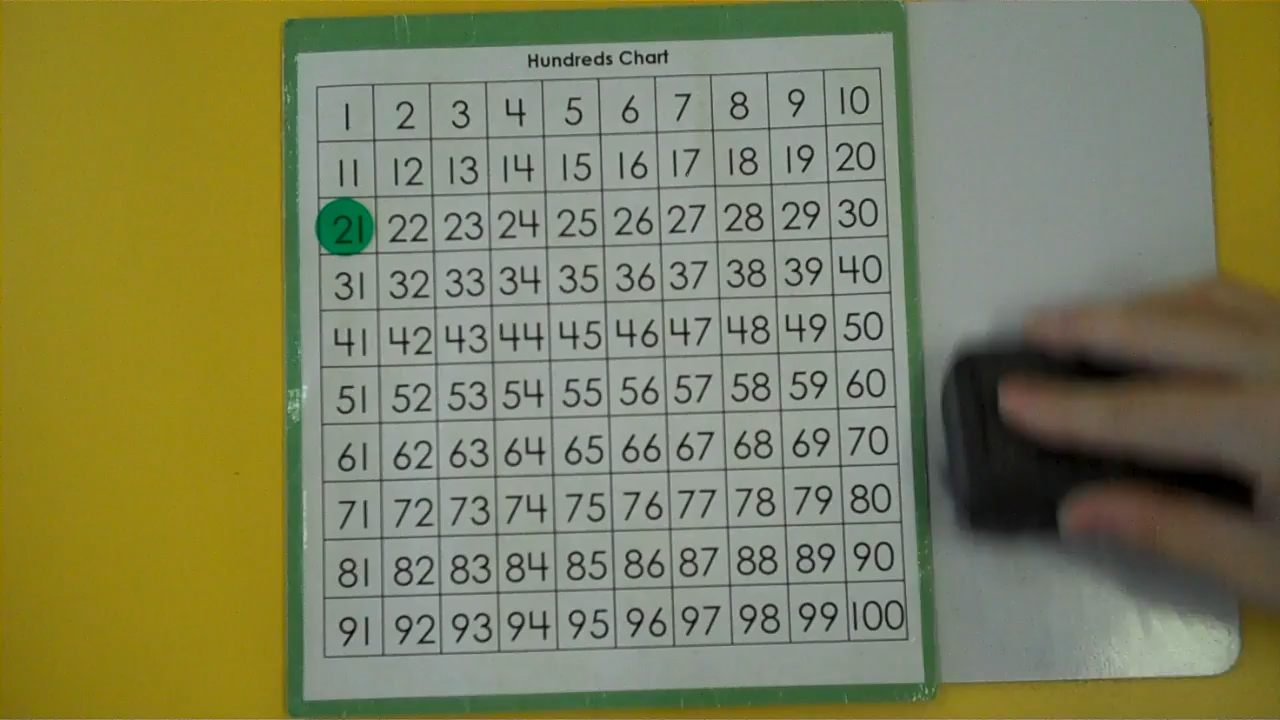 Hundreds Chart
1 2 3 4 5 6 7 8 9 10
11 12 13 14 15 16 17 18 19 20
21 22 23 24 25 26 27 28 29 30
31 32 33 34 35 36 37 38 39 40
41 42 43 44 45 46 47 48 49 50
51 52 53 54 55 56 57 58 59 60
61 62 63 64 65 66 67 68 69 70
71 72 73 74 75 76 77 78 79 80
81 82 83 84 85 86 87 88 89 90
91 92 93 94 95 96 97 98 99 100